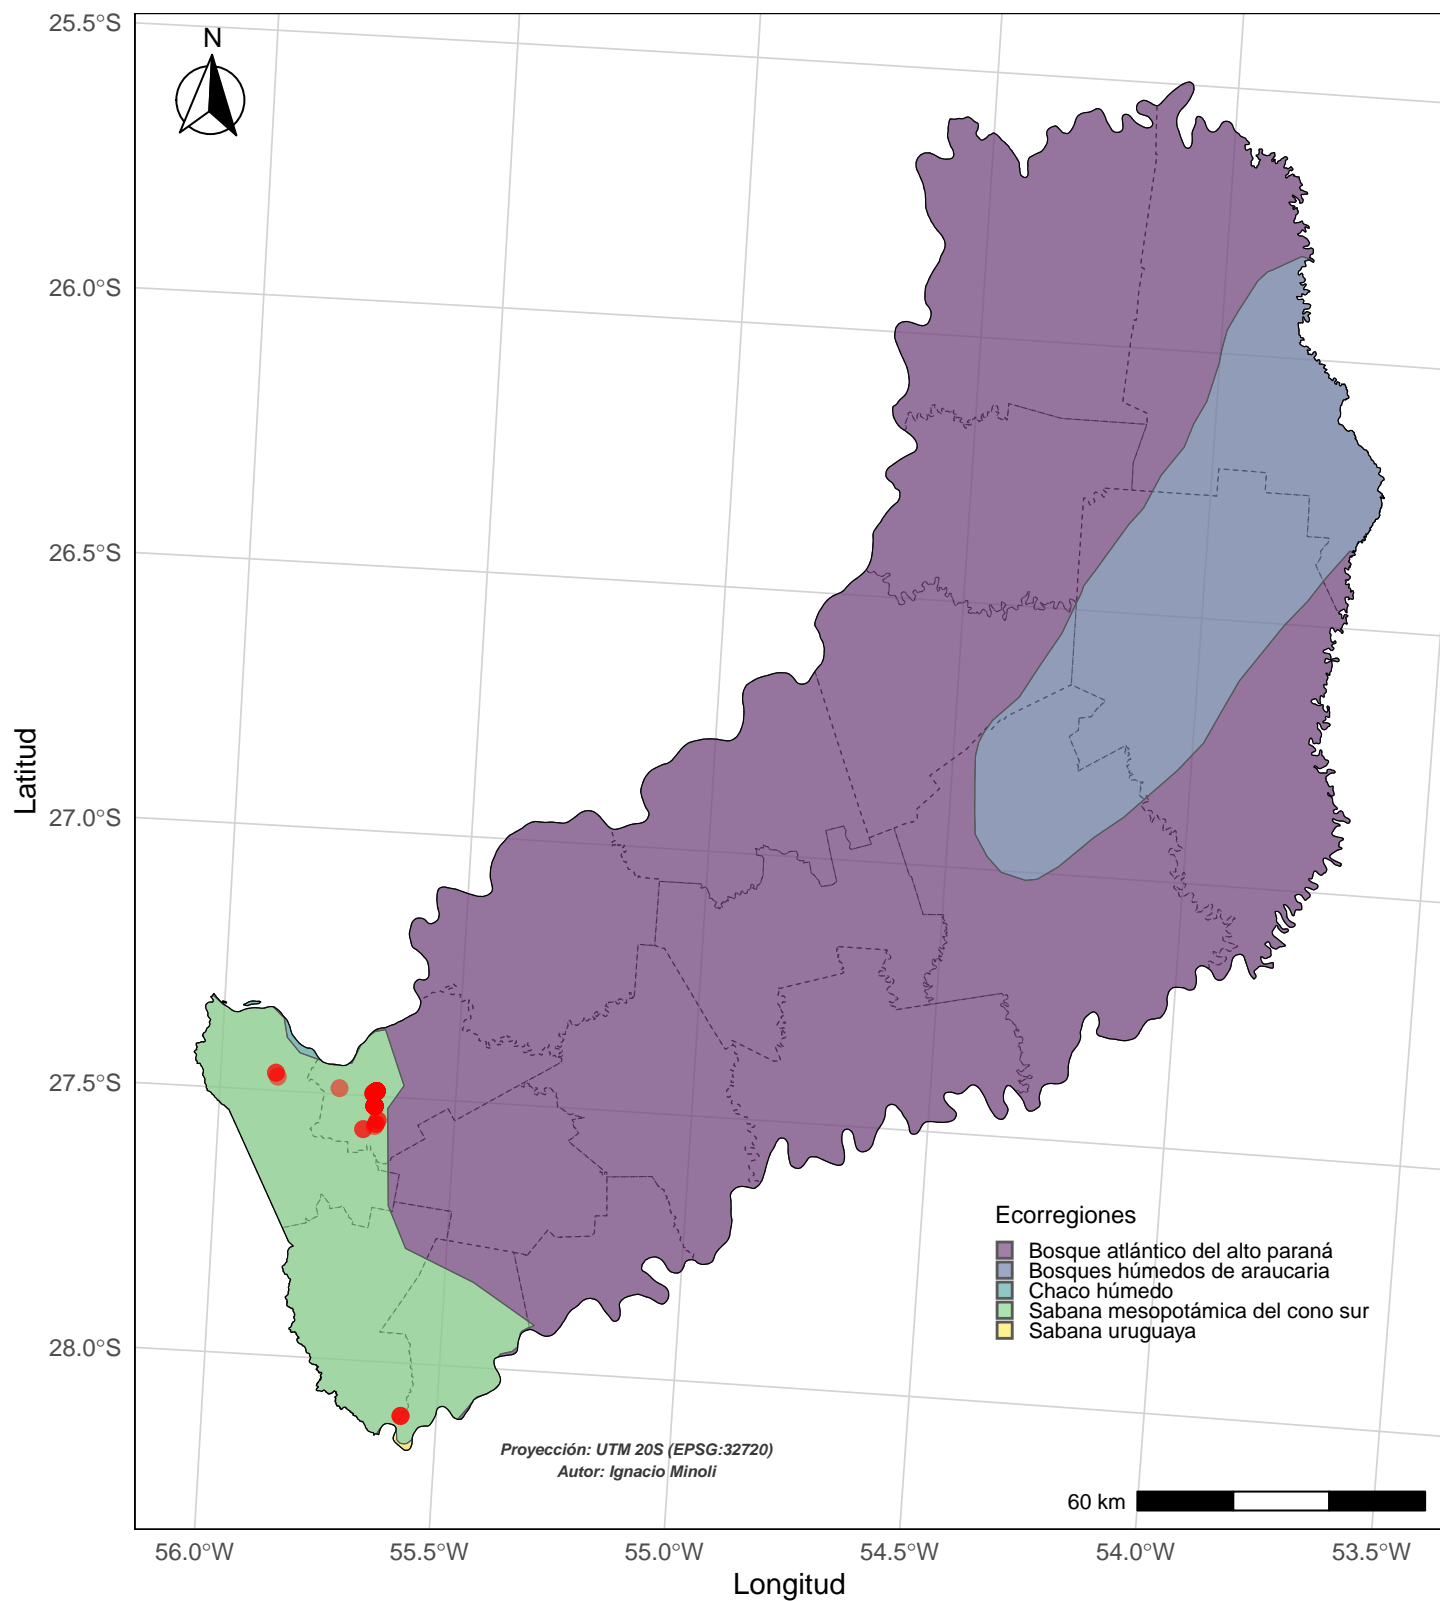 25.5°S
N
26.0°S
26.5°S
Latitud
27.0°S
27.5°S
Ecorregiones
Bosque atlántico del alto paraná
Bosques húmedos de araucaria
Chaco húmedo
Sabana mesopotámica del cono sur
Sabana uruguaya
28.0°S
Proyección: UTM 20S (EPSG:32720)
Autor: Ignacio Minoli
60 km
56.0°W 55.5°W 55.0°W 54.5°W 54.0°W 53.5°W
Longitud